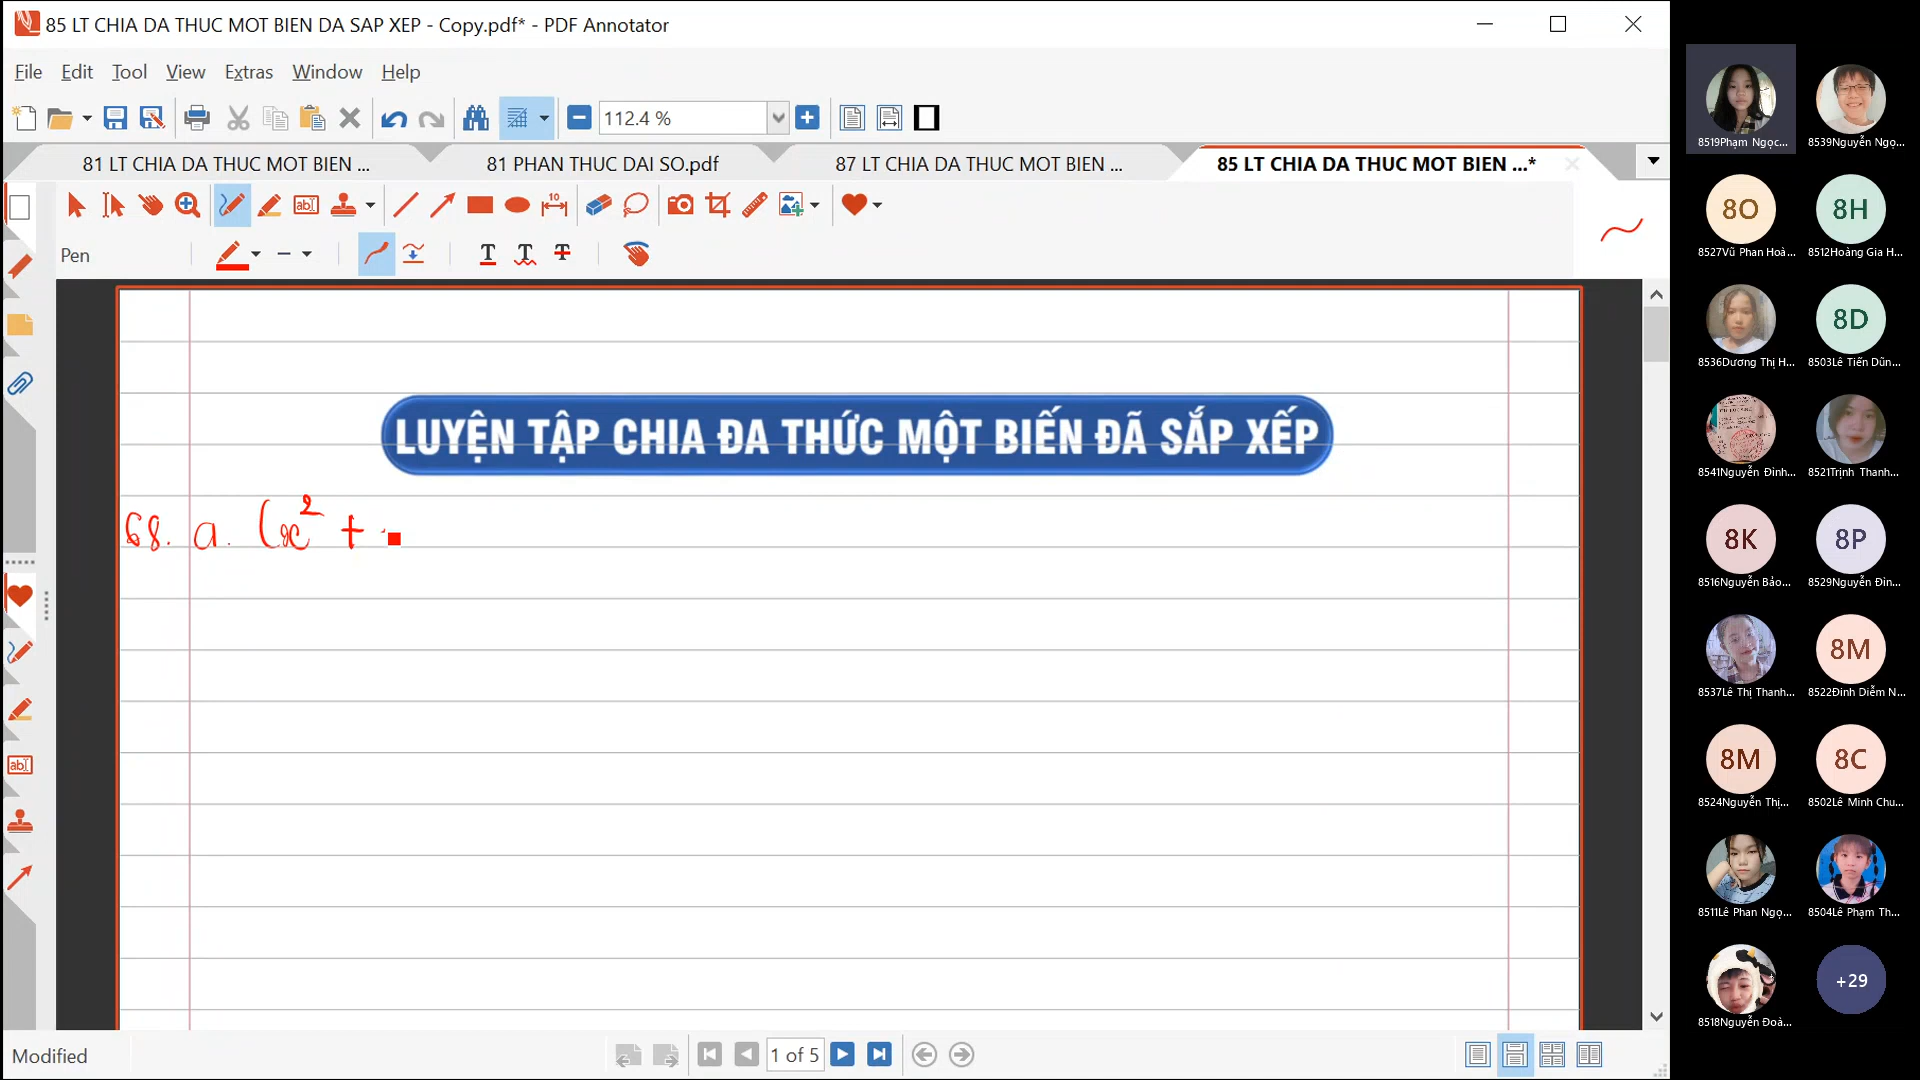 85 LT CHIA DA THUC MOT BIEN DA SAP XEP - Copy.pdf* - PDF Annotator
File Edit Tool View Extras Window Help
112.4 %
81 LT CHIA DA THUC MOT BIEN ... 81 PHAN THUC DAI SO.pdf 87 LT CHIA DA THUC MOT BIEN ... 85 LT CHIA DA THUC MOT BIEN ...*
Pen
LUYỆN TẬP CHIA ĐA THỨC MỘT BIẾN ĐÃ SẮP XẾP
68. a. (x² +
Modified
1 of 5
8519Phạm Ngọc... 8539Nguyễn Ngọ...
8O 8H
8527Vũ Phan Hoà... 8512Hoàng Gia H...
8D
8536Dương Thị H... 8503Lê Tiến Dũn...
8541Nguyễn Đình... 8521Trịnh Thanh...
8K 8P
8516Nguyễn Bảo... 8529Nguyễn Đìn...
8M
8537Lê Thị Thanh... 8522Đinh Diễm N...
8M 8C
8524Nguyễn Thị... 8502Lê Minh Chu...
8511Lê Phan Ngọ... 8504Lê Phạm Th...
+29
8518Nguyễn Đoà...